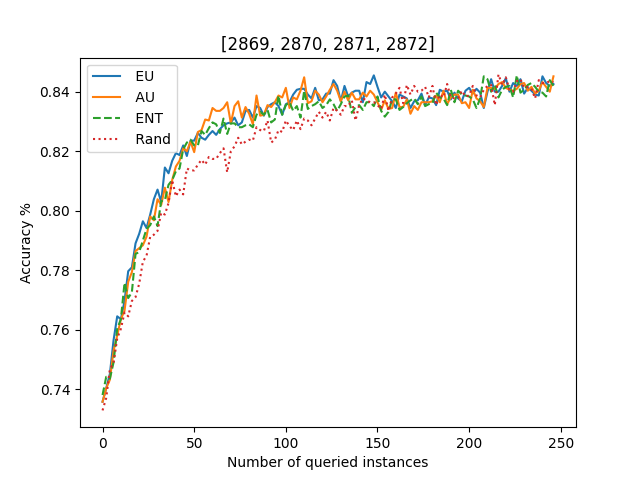 [2869, 2870, 2871, 2872]
EU
AU
ENT
Rand
Accuracy %
0.84
0.82
0.80
0.78
0.76
0.74
0 50 100 150 200 250
Number of queried instances